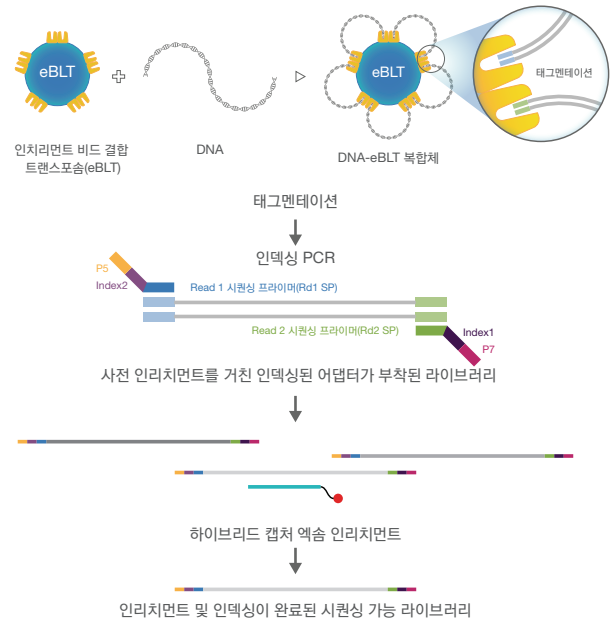 eBLT
eBLT
태그멘테이션
인치리먼트 비드 결합
트랜스포솜(eBLT)
DNA
DNA-eBLT 복합체
태그멘테이션
인덱싱 PCR
P5
Index2
Read 1 시퀀싱 프라이머(Rd1 SP)
Read 2 시퀀싱 프라이머(Rd2 SP)
Index1
P7
사전 인리치먼트를 거친 인덱싱된 어댑터가 부착된 라이브러리
하이브리드 캡처 엑솜 인리치먼트
인리치먼트 및 인덱싱이 완료된 시퀀싱 가능 라이브러리